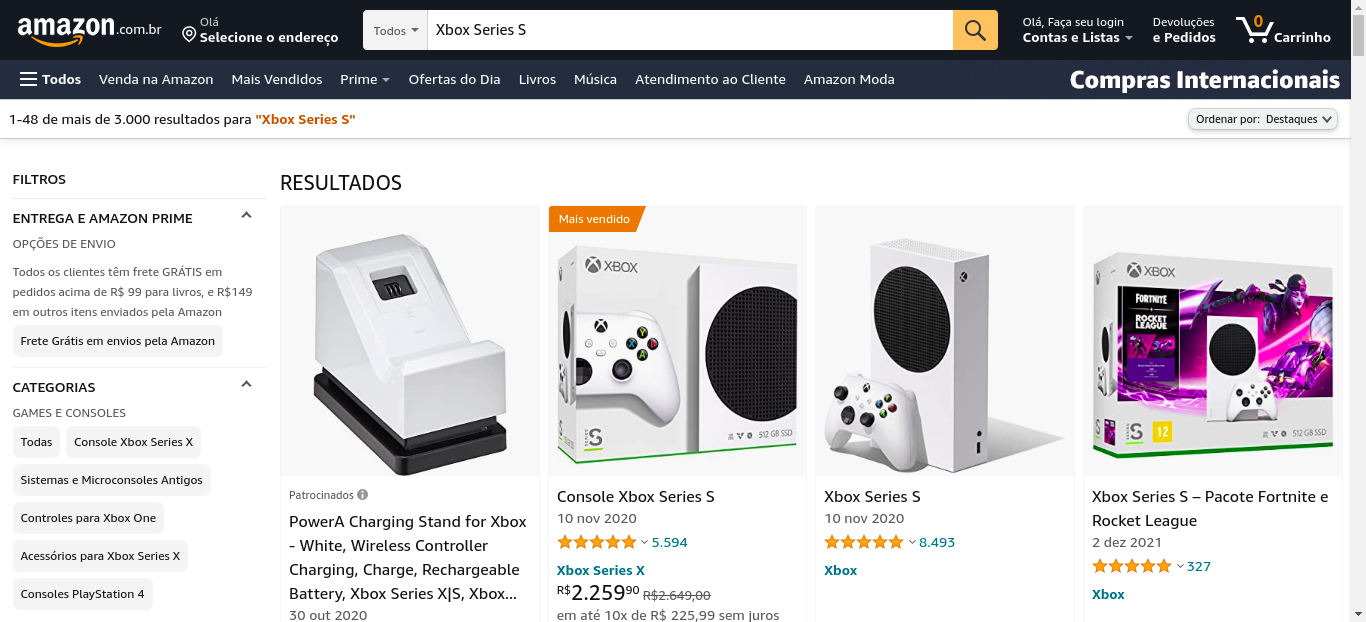 amazon.com.br
Olá
Selecione o endereço
Todos
Xbox Series S
Olá, Faça seu login
Contas e Listas
Devoluções
e Pedidos
0
Carrinho
Todos
Venda na Amazon
Mais Vendidos
Prime
Ofertas do Dia
Livros
Música
Atendimento ao Cliente
Amazon Moda
Compras Internacionais
1-48 de mais de 3.000 resultados para "Xbox Series S"
Ordenar por: Destaques
FILTROS
ENTREGA E AMAZON PRIME
OPÇÕES DE ENVIO
Todos os clientes têm frete GRÁTIS em
pedidos acima de R$ 99 para livros, e R$149
em outros itens enviados pela Amazon
Frete Grátis em envios pela Amazon
CATEGORIAS
GAMES E CONSOLES
Todas
Console Xbox Series X
Sistemas e Microconsoles Antigos
Controles para Xbox One
Acessórios para Xbox Series X
Consoles PlayStation 4
RESULTADOS
Patrocinados
PowerA Charging Stand for Xbox
- White, Wireless Controller
Charging, Charge, Rechargeable
Battery, Xbox Series X|S, Xbox...
30 out 2020
Mais vendido
XBOX
Y
X
B
A
SERIES
S
512 GB SSD
Console Xbox Series S
10 nov 2020
5.594
Xbox Series X
R$2.25990 R$2.649,00
em até 10x de R$ 225,99 sem juros
Xbox Series S
10 nov 2020
8.493
Xbox
XBOX
FORTNITE
+
ROCKET
LEAGUE
SERIES
S
12
512 GB SSD
Xbox Series S – Pacote Fortnite e
Rocket League
2 dez 2021
327
Xbox